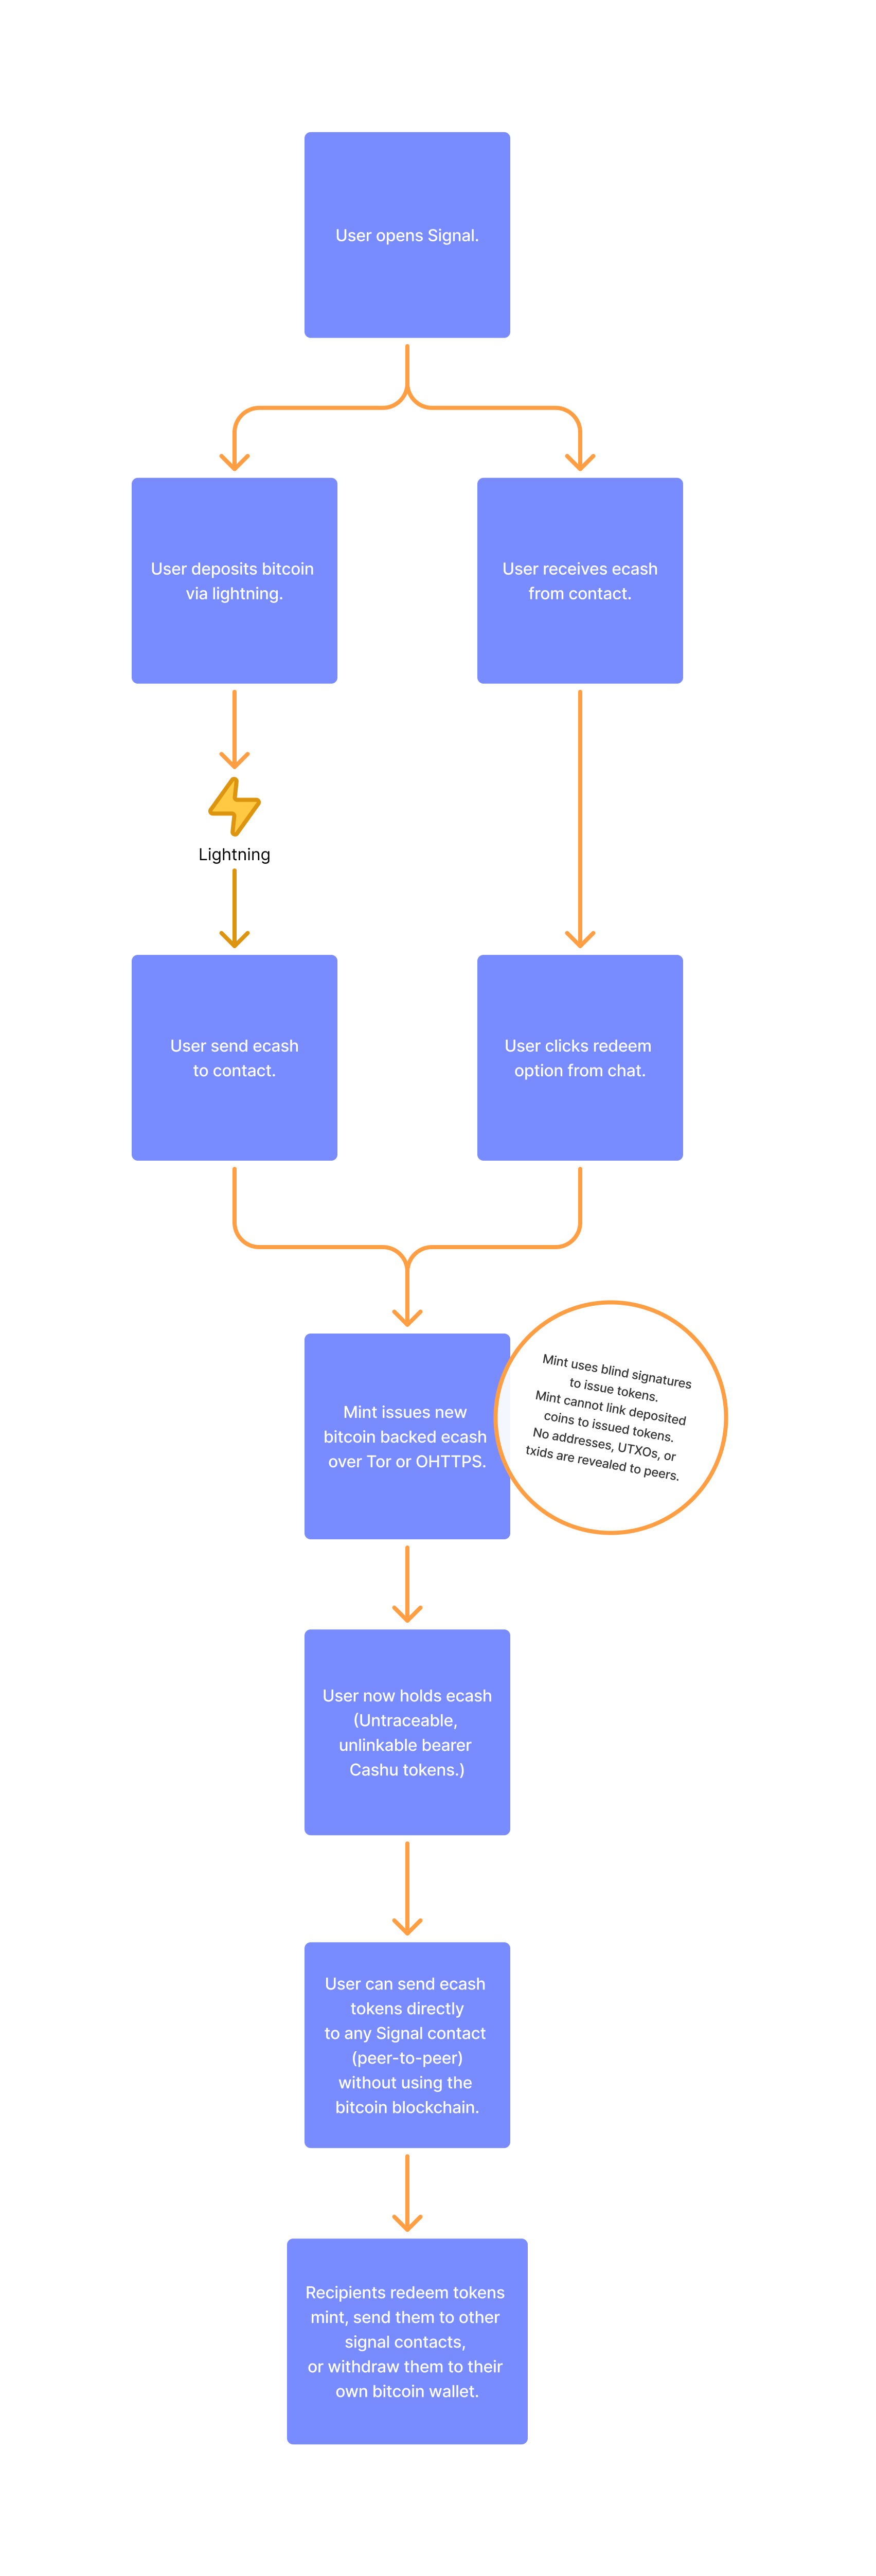 User opens Signal.
User deposits bitcoin
via lightning.
User receives ecash
from contact.
Lightning
User send ecash
to contact.
User clicks redeem
option from chat.
Mint issues new
bitcoin backed ecash
over Tor or OHTTPS.
Mint uses blind signatures
to issue tokens.
Mint cannot link deposited
coins to issued tokens.
No addresses, UTXOs, or
txids are revealed to peers.
User now holds ecash
(Untraceable,
unlinkable bearer
Cashu tokens.)
User can send ecash
tokens directly
to any Signal contact
(peer-to-peer)
without using the
bitcoin blockchain.
Recipients redeem tokens
mint, send them to other
signal contacts,
or withdraw them to their
own bitcoin wallet.